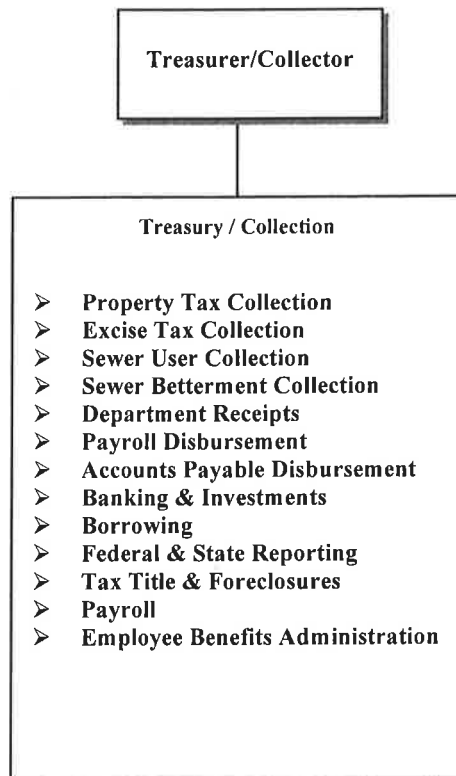 Treasurer/Collector
Treasury / Collection
➢ Property Tax Collection
➢ Excise Tax Collection
➢ Sewer User Collection
➢ Sewer Betterment Collection
➢ Department Receipts
➢ Payroll Disbursement
➢ Accounts Payable Disbursement
➢ Banking & Investments
➢ Borrowing
➢ Federal & State Reporting
➢ Tax Title & Foreclosures
➢ Payroll
➢ Employee Benefits Administration